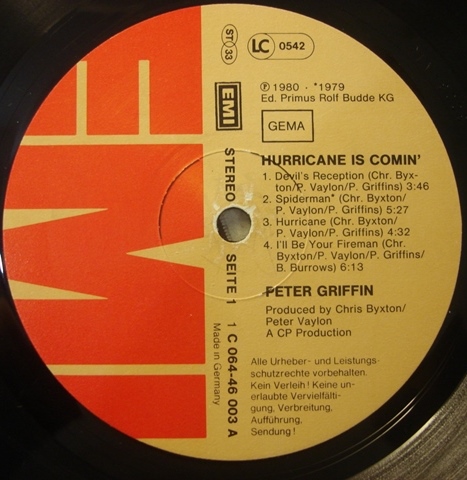 ST 33
LC 0542
℗ 1980 · *1979
Ed. Primus Rolf Budde KG
GEMA
EMI
EMI
STEREO SEITE 1 1 C 064-46 003 A
Made in Germany
HURRICANE IS COMIN'
1. Devil's Reception (Chr. Byx-
ton/P. Vaylon/P. Griffins) 3:46
2. Spiderman* (Chr. Byxton/
P. Vaylon/P. Griffins) 5:27
3. Hurricane (Chr. Byxton/
P. Vaylon/P. Griffins) 4:32
4. I'll Be Your Fireman (Chr.
Byxton/P. Vaylon/P. Griffins/
B. Burrows) 6:13
PETER GRIFFIN
Produced by Chris Byxton/
Peter Vaylon
A CP Production
Alle Urheber- und Leistungs-
schutzrechte vorbehalten.
Kein Verleih! Keine un-
erlaubte Vervielfälti-
gung, Verbreitung,
Aufführung,
Sendung!